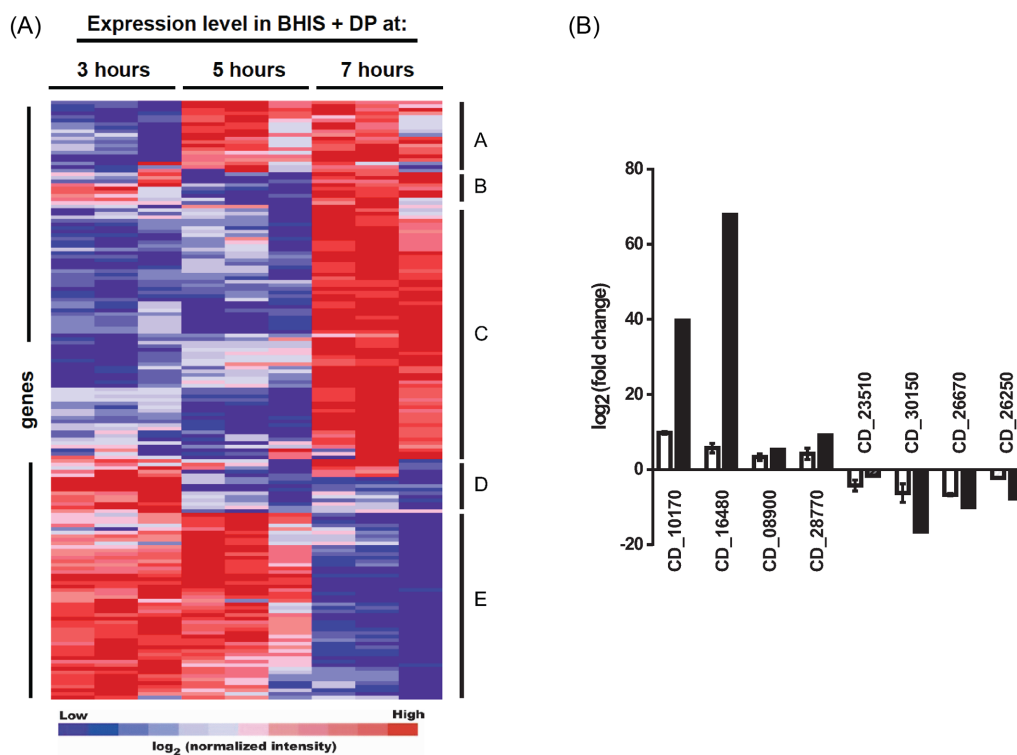 (A)
Expression level in BHIS + DP at:
3 hours 5 hours 7 hours
genes
A
B
C
D
E
Low High
log2 (normalized intensity)
(B)
log2 (fold change)
80
60
40
20
0
-20
CD_10170
CD_16480
CD_08900
CD_28770
CD_23510
CD_30150
CD_26670
CD_26250